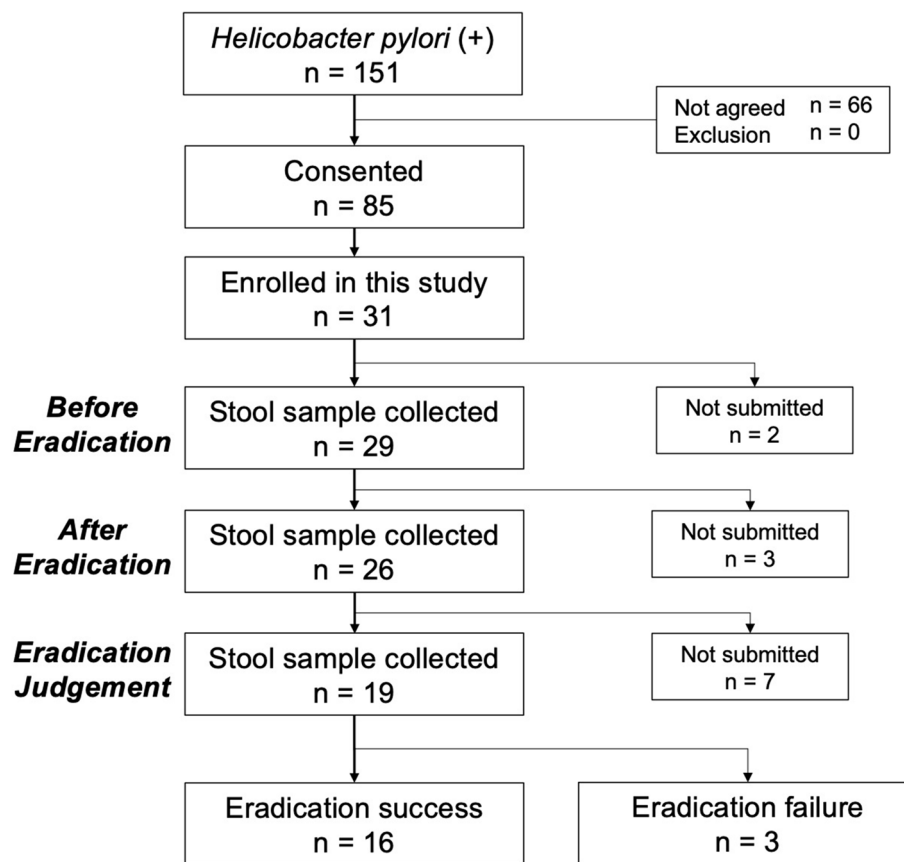 Helicobacter pylori (+)
n = 151
Not agreed n = 66
Exclusion n = 0
Consented
n = 85
Enrolled in this study
n = 31
Before
Eradication
Stool sample collected
n = 29
Not submitted
n = 2
After
Eradication
Stool sample collected
n = 26
Not submitted
n = 3
Eradication
Judgement
Stool sample collected
n = 19
Not submitted
n = 7
Eradication success
n = 16
Eradication failure
n = 3